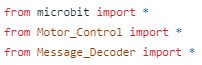 from microbit import *
from Motor_Control import *
from Message_Decoder import *